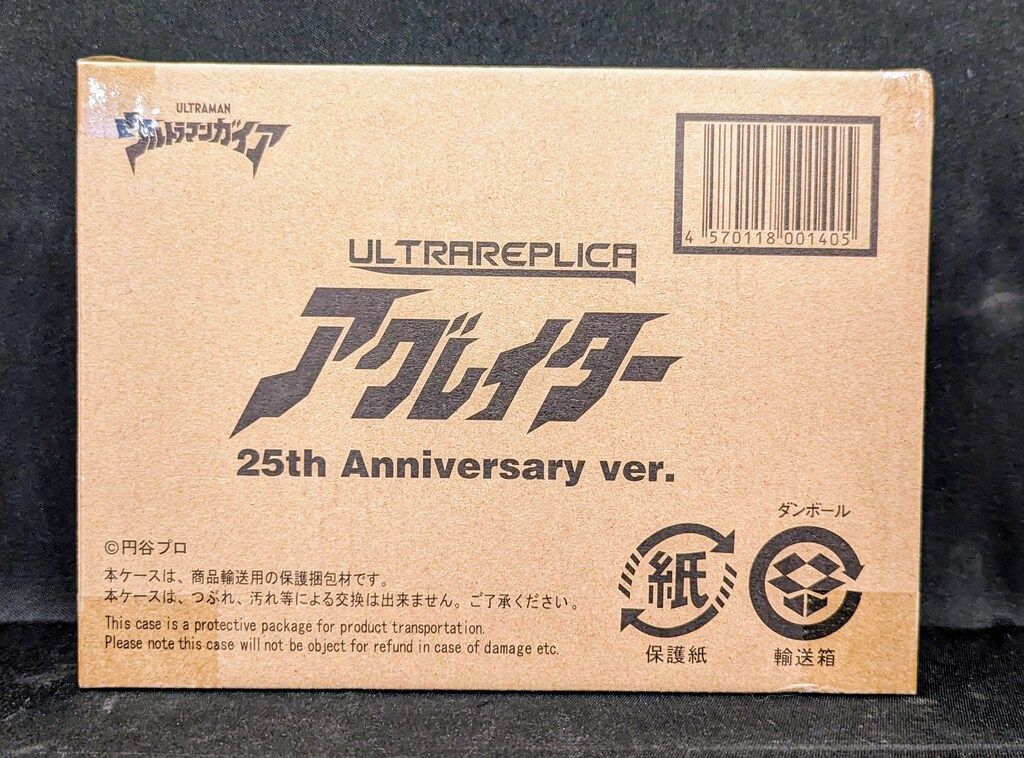 ULTRAMAN
ウルトラマンガイア
4 570118 001405
ULTRAREPLICA
アグレイター
25th Anniversary ver.
©円谷プロ
本ケースは、商品輸送用の保護梱包材です。
本ケースは、つぶれ、汚れ等による交換は出来ません。ご了承ください。
This case is a protective package for product transportation.
Please note this case will not be object for refund in case of damage etc.
紙
保護紙
ダンボール
輸送箱